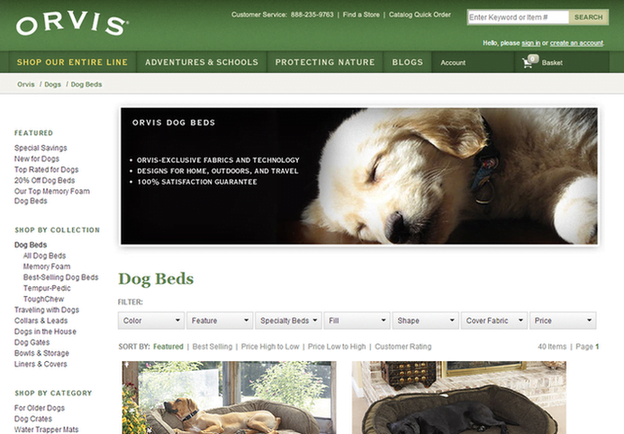 ORVIS
Customer Service: 888-235-9763 | Find a Store | Catalog Quick Order
Enter Keyword or Item #
SEARCH
Hello, please sign in or create an account.
SHOP OUR ENTIRE LINE
ADVENTURES & SCHOOLS
PROTECTING NATURE
BLOGS
Account
0
Basket
Orvis / Dogs / Dog Beds
FEATURED
Special Savings
New for Dogs
Top Rated for Dogs
20% Off Dog Beds
Our Top Memory Foam
Dog Beds
SHOP BY COLLECTION
Dog Beds
All Dog Beds
Memory Foam
Best-Selling Dog Beds
Tempur-Pedic
ToughChew
Traveling with Dogs
Collars & Leads
Dogs in the House
Dog Gates
Bowls & Storage
Liners & Covers
SHOP BY CATEGORY
For Older Dogs
Dog Crates
Water Trapper Mats
ORVIS DOG BEDS
• ORVIS-EXCLUSIVE FABRICS AND TECHNOLOGY
• DESIGNS FOR HOME, OUTDOORS, AND TRAVEL
• 100% SATISFACTION GUARANTEE
Dog Beds
FILTER:
Color
Feature
Specialty Beds
Fill
Shape
Cover Fabric
Price
SORT BY: Featured | Best Selling | Price High to Low | Price Low to High | Customer Rating
40 Items | Page 1